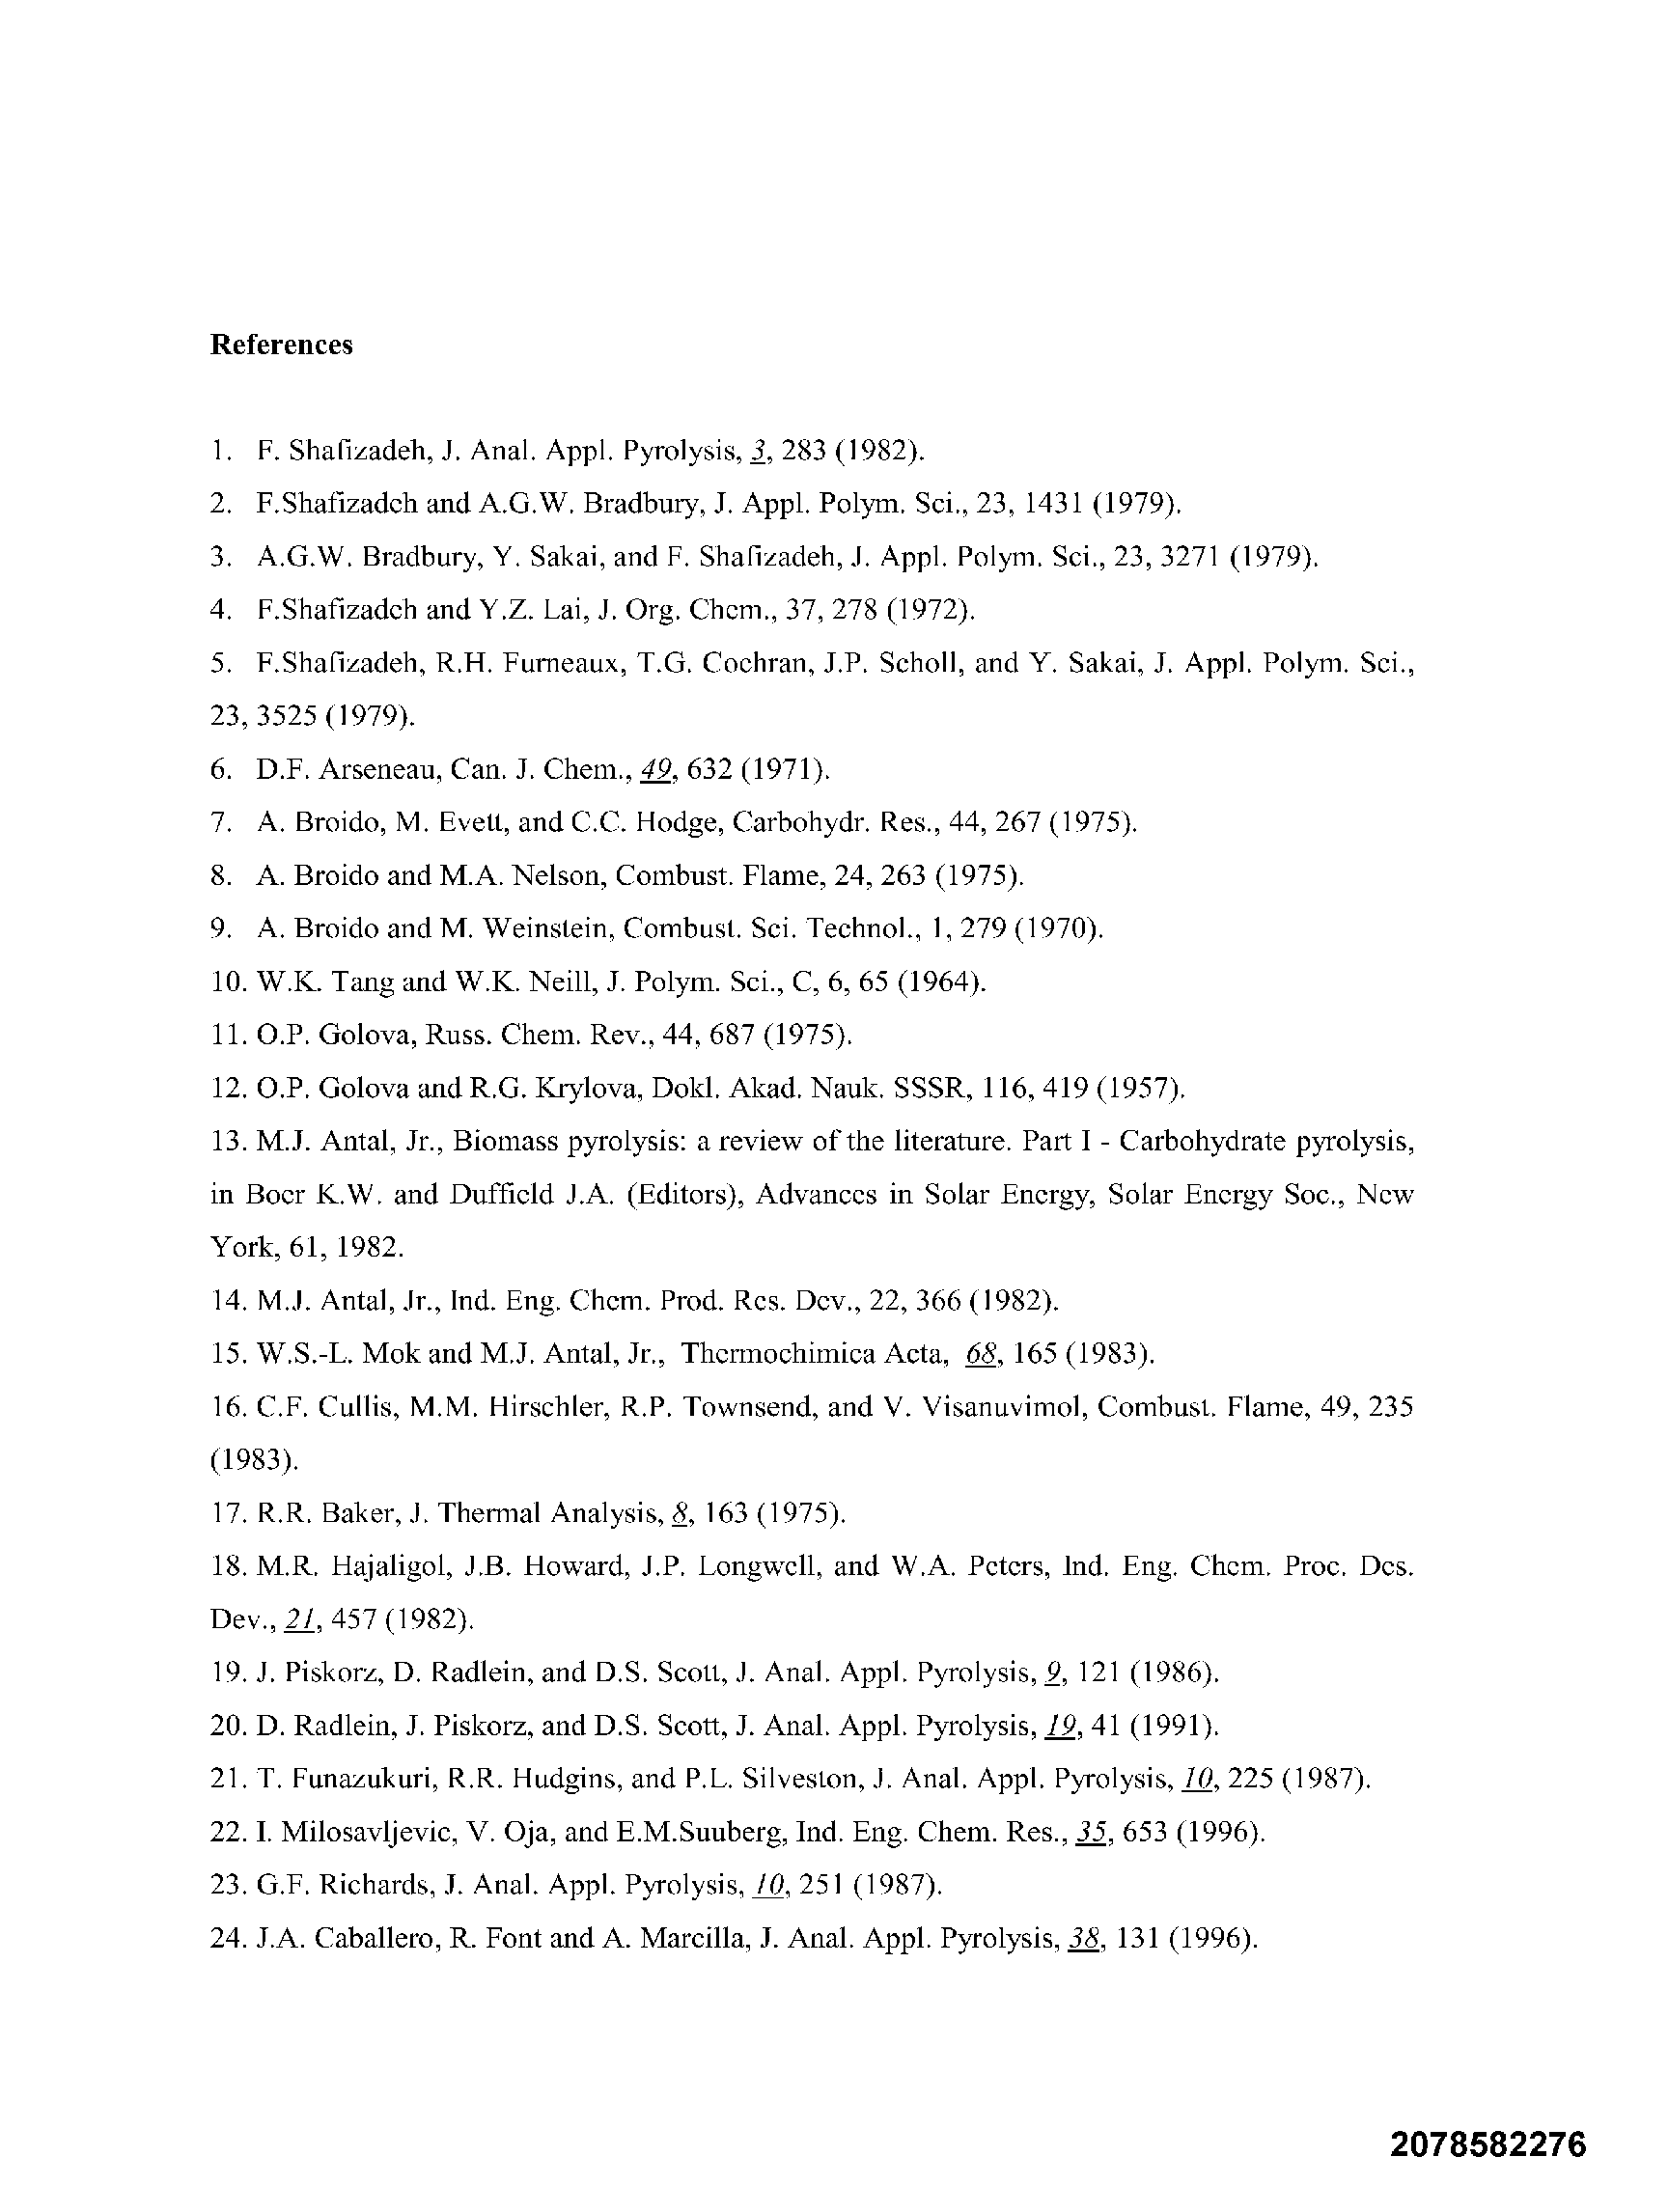 References
1. F. Shafizadeh, J. Anal. Appl. Pyrolysis, 3, 283 (1982).
2. F.Shafizadeh and A.G.W. Bradbury, J. Appl. Polym. Sci., 23, 1431 (1979).
3. A.G.W. Bradbury, Y. Sakai, and F. Shafizadeh, J. Appl. Polym. Sci., 23, 3271 (1979).
4. F.Shafizadeh and Y.Z. Lai, J. Org. Chem., 37, 278 (1972).
5. F.Shafizadeh, R.H. Furneaux, T.G. Cochran, J.P. Scholl, and Y. Sakai, J. Appl. Polym. Sci.,
23, 3525 (1979).
6. D.F. Arseneau, Can. J. Chem., 49, 632 (1971).
7. A. Broido, M. Evett, and C.C. Hodge, Carbohydr. Res., 44, 267 (1975).
8. A. Broido and M.A. Nelson, Combust. Flame, 24, 263 (1975).
9. A. Broido and M. Weinstein, Combust. Sci. Technol., 1, 279 (1970).
10. W.K. Tang and W.K. Neill, J. Polym. Sci., C, 6, 65 (1964).
11. O.P. Golova, Russ. Chem. Rev., 44, 687 (1975).
12. O.P. Golova and R.G. Krylova, Dokl. Akad. Nauk. SSSR, 116, 419 (1957).
13. M.J. Antal, Jr., Biomass pyrolysis: a review of the literature. Part I - Carbohydrate pyrolysis,
in Boer K.W. and Duffield J.A. (Editors), Advances in Solar Energy, Solar Energy Soc., New
York, 61, 1982.
14. M.J. Antal, Jr., Ind. Eng. Chem. Prod. Res. Dev., 22, 366 (1982).
15. W.S.-L. Mok and M.J. Antal, Jr., Thermochimica Acta, 68, 165 (1983).
16. C.F. Cullis, M.M. Hirschler, R.P. Townsend, and V. Visanuvimol, Combust. Flame, 49, 235
(1983).
17. R.R. Baker, J. Thermal Analysis, 8, 163 (1975).
18. M.R. Hajaligol, J.B. Howard, J.P. Longwell, and W.A. Peters, Ind. Eng. Chem. Proc. Des.
Dev., 21, 457 (1982).
19. J. Piskorz, D. Radlein, and D.S. Scott, J. Anal. Appl. Pyrolysis, 9, 121 (1986).
20. D. Radlein, J. Piskorz, and D.S. Scott, J. Anal. Appl. Pyrolysis, 19, 41 (1991).
21. T. Funazukuri, R.R. Hudgins, and P.L. Silveston, J. Anal. Appl. Pyrolysis, 10, 225 (1987).
22. I. Milosavljevic, V. Oja, and E.M.Suuberg, Ind. Eng. Chem. Res., 35, 653 (1996).
23. G.F. Richards, J. Anal. Appl. Pyrolysis, 10, 251 (1987).
24. J.A. Caballero, R. Font and A. Marcilla, J. Anal. Appl. Pyrolysis, 38, 131 (1996).
2078582276